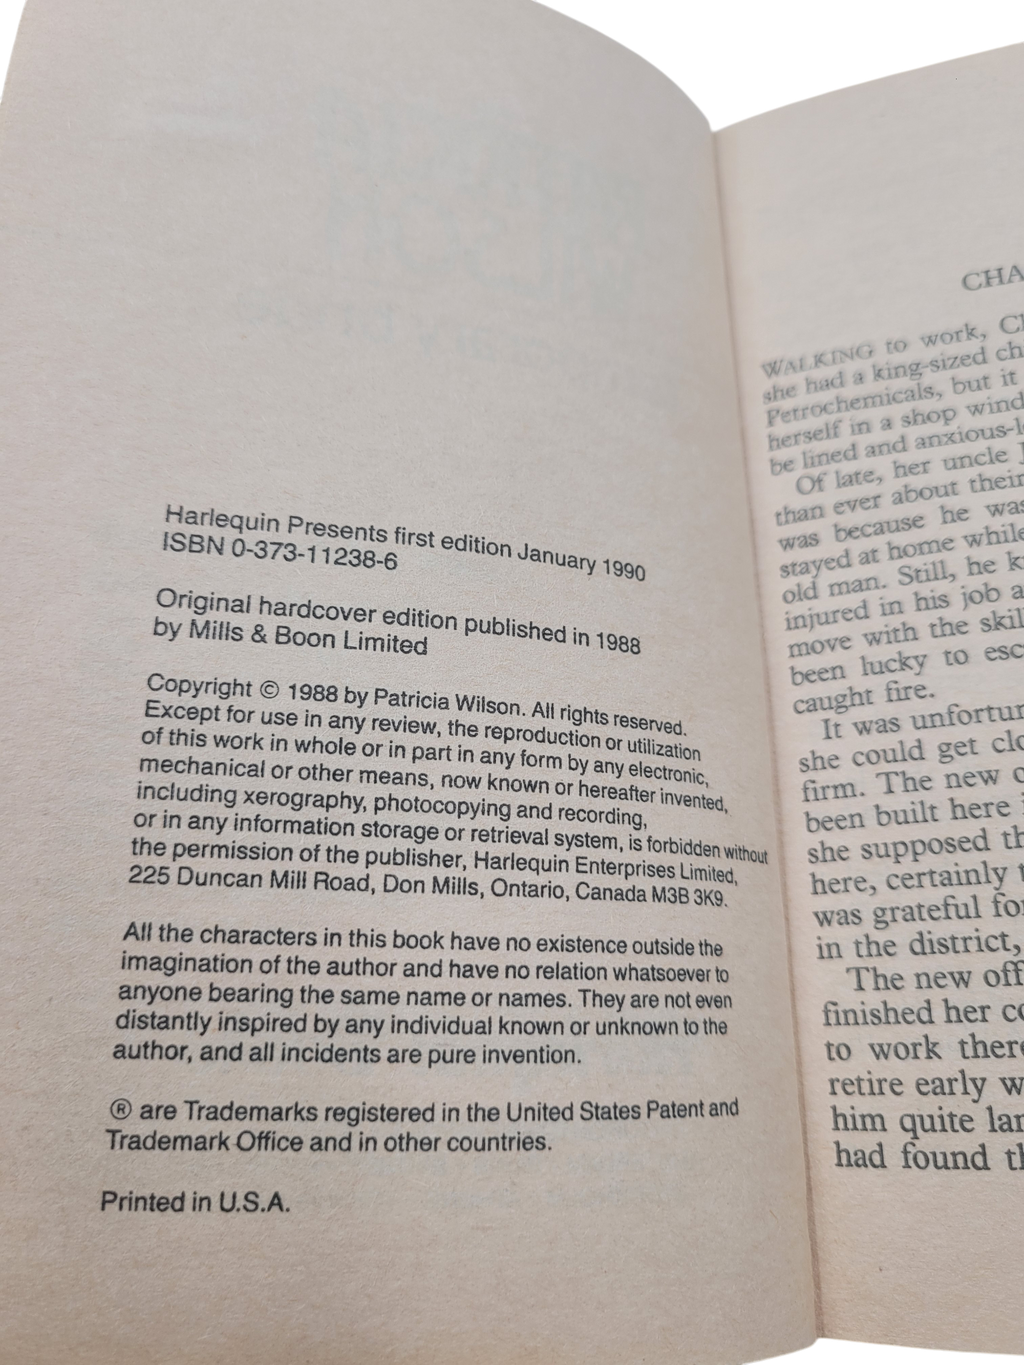 Harlequin Presents first edition January 1990
ISBN 0-373-11238-6
Original hardcover edition published in 1988
by Mills & Boon Limited
Copyright © 1988 by Patricia Wilson. All rights reserved.
Except for use in any review, the reproduction or utilization
of this work in whole or in part in any form by any electronic,
mechanical or other means, now known or hereafter invented,
including xerography, photocopying and recording,
or in any information storage or retrieval system, is forbidden without
the permission of the publisher, Harlequin Enterprises Limited,
225 Duncan Mill Road, Don Mills, Ontario, Canada M3B 3K9.
All the characters in this book have no existence outside the
imagination of the author and have no relation whatsoever to
anyone bearing the same name or names. They are not even
distantly inspired by any individual known or unknown to the
author, and all incidents are pure invention.
® are Trademarks registered in the United States Patent and
Trademark Office and in other countries.
Printed in U.S.A.
CHA
WALKING to work, Cl
she had a king-sized ch
Petrochemicals, but it
herself in a shop wind
be lined and anxious-l
Of late, her uncle J
than ever about their
was because he was
stayed at home while
old man. Still, he k
injured in his job a
move with the skil
been lucky to esc
caught fire.
It was unfortun
she could get clo
firm. The new o
been built here
she supposed th
here, certainly t
was grateful for
in the district,
The new off
finished her co
to work there
retire early w
him quite lar
had found th